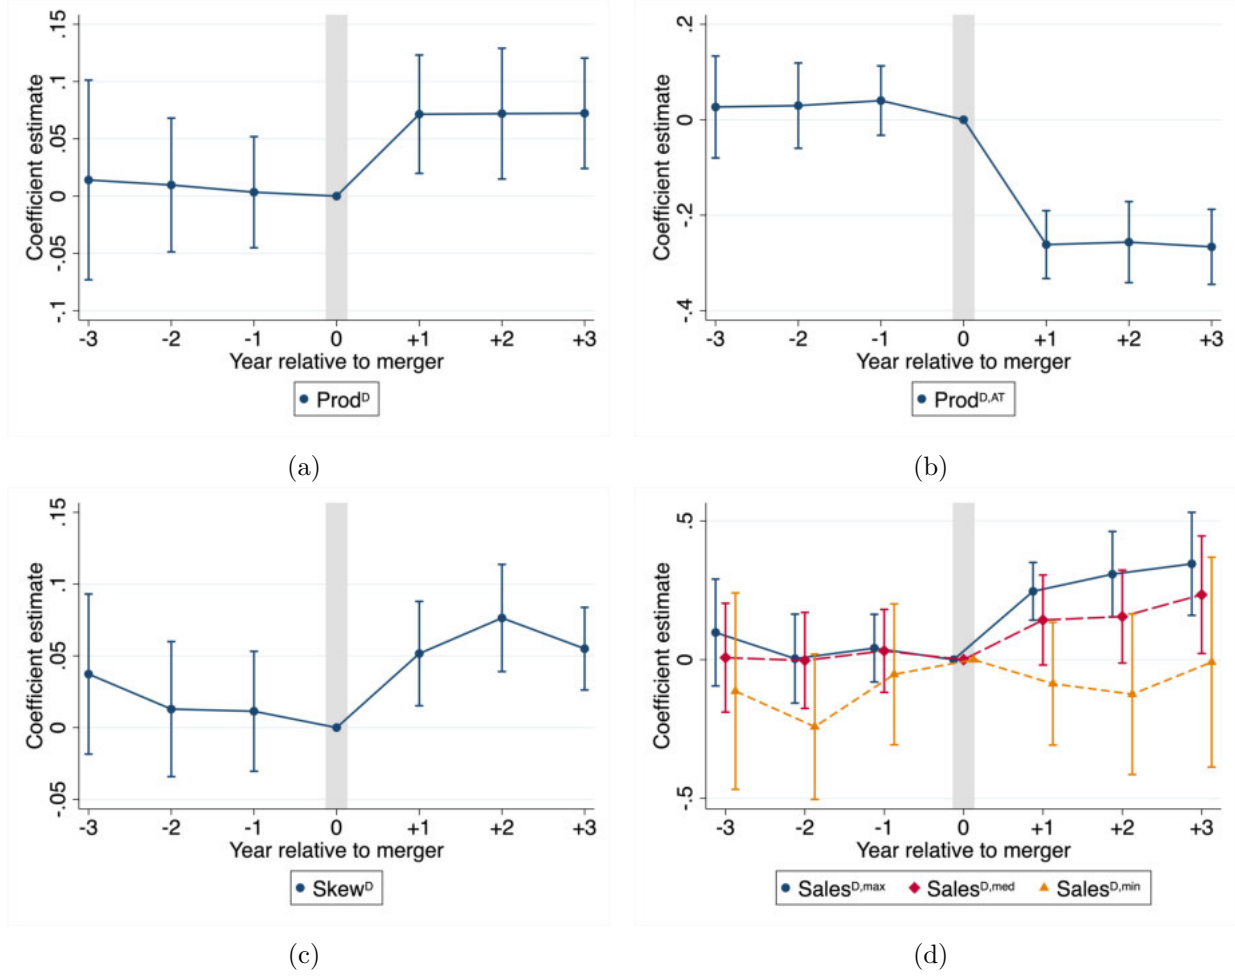 .15
.1
.05
0
-.05
-.1
Coefficient estimate
-3 -2 -1 0 +1 +2 +3
Year relative to merger
Prod^D
(a)
.2
0
-.2
-.4
Coefficient estimate
-3 -2 -1 0 +1 +2 +3
Year relative to merger
Prod^D,AT
(b)
.15
.1
.05
0
-.05
Coefficient estimate
-3 -2 -1 0 +1 +2 +3
Year relative to merger
Skew^D
(c)
.5
0
-.5
Coefficient estimate
-3 -2 -1 0 +1 +2 +3
Year relative to merger
Sales^D,max Sales^D,med Sales^D,min
(d)